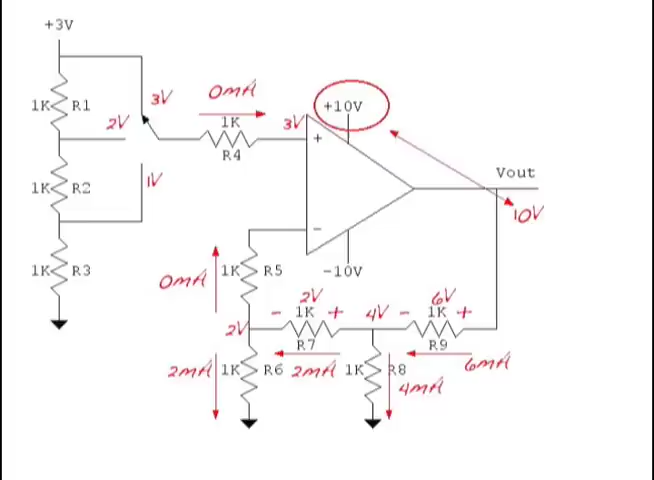 +3V
1K R1
2V
3V
0mA
1K
R4
3V
+
+10V
Vout
10V
1K R2
1V
−
-10V
1K R3
0mA
1K R5
2V
- 1K +
R7
2V
4V
6V
- 1K +
R9
2mA
1K R6
2mA
1K R8
4mA
6mA